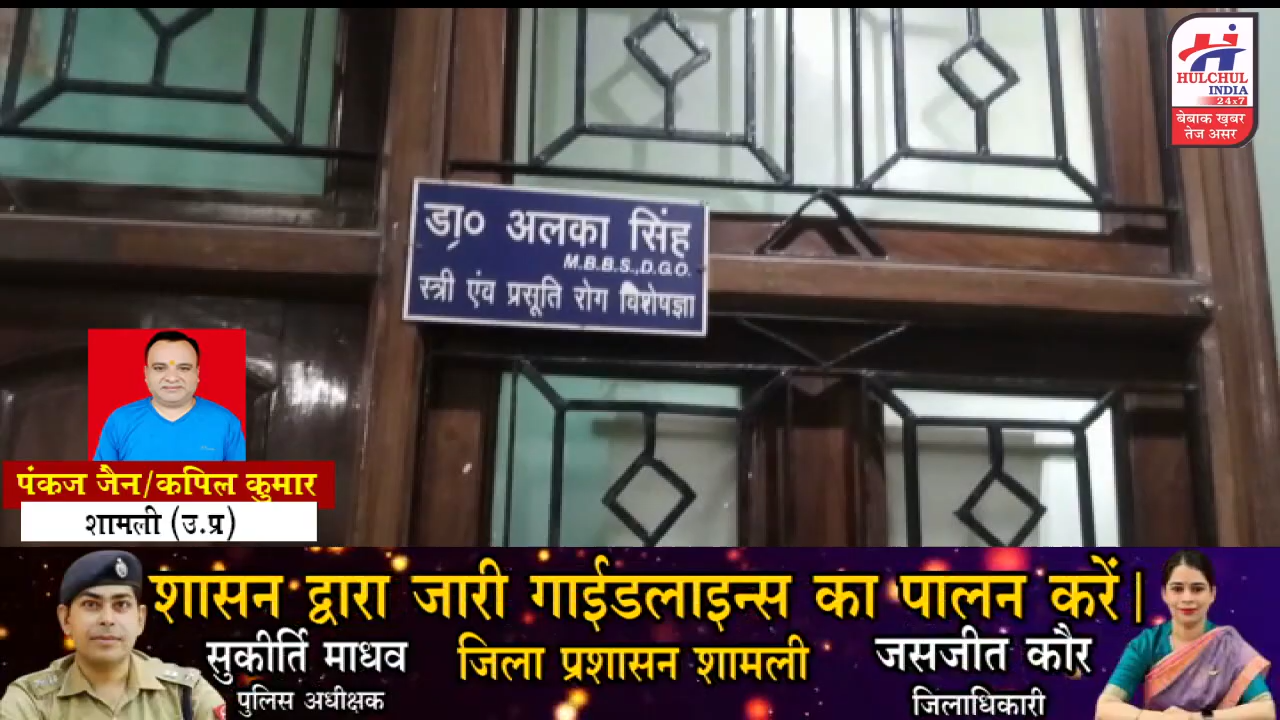 HULCHUL
INDIA
24x7
बेबाक ख़बर
तेज असर
डा० अलका सिंह
M.B.B.S.,D.G.O.
स्त्री एंव प्रसूति रोग विशेषज्ञा
पंकज जैन/कपिल कुमार
शामली (उ.प्र)
शासन द्वारा जारी गाईडलाइन्स का पालन करें|
सुकीर्ति माधव
पुलिस अधीक्षक
जिला प्रशासन शामली
जसजीत कौर
जिलाधिकारी